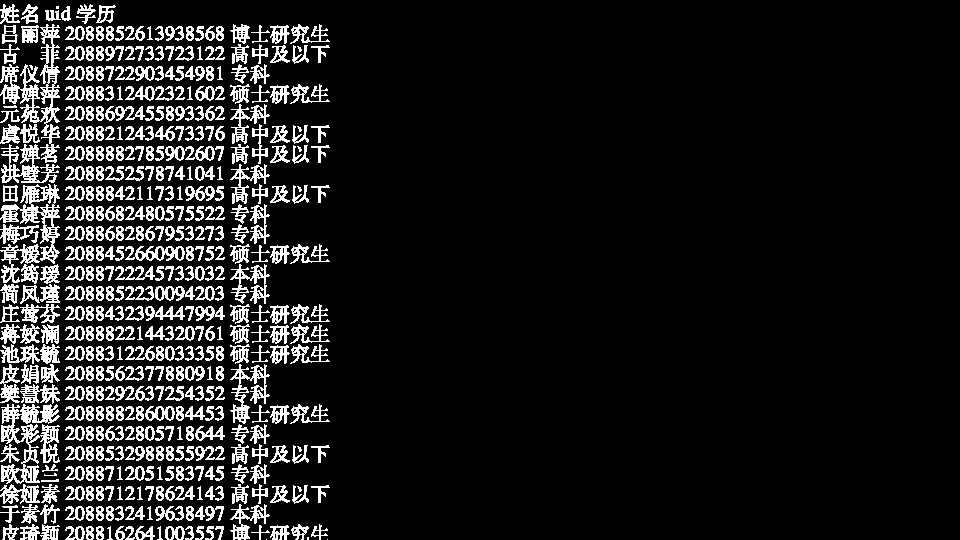 姓名 uid 学历
吕丽萍 2088852613938568 博士研究生
古　菲 2088972733723122 高中及以下
席仪倩 2088722903454981 专科
傅婵萍 2088312402321602 硕士研究生
元苑欢 2088692455893362 本科
虞悦华 2088212434673376 高中及以下
韦婵茗 2088882785902607 高中及以下
洪璧芳 2088252578741041 本科
田雁琳 2088842117319695 高中及以下
霍婕萍 2088682480575522 专科
梅巧婷 2088682867953273 专科
章媛玲 2088452660908752 硕士研究生
沈筠瑗 2088722245733032 本科
简凤瑾 2088852230094203 专科
庄莺芬 2088432394447994 硕士研究生
蒋姣澜 2088822144320761 硕士研究生
池珠毓 2088312268033358 硕士研究生
皮娟咏 2088562377880918 本科
樊慧妹 2088292637254352 专科
薛毓影 2088882860084453 博士研究生
欧彩颖 2088632805718644 专科
朱贞悦 2088532988855922 高中及以下
欧娅兰 2088712051583745 专科
徐娅素 2088712178624143 高中及以下
于素竹 2088832419638497 本科
皮琦颖 2088162641003557 博士研究生